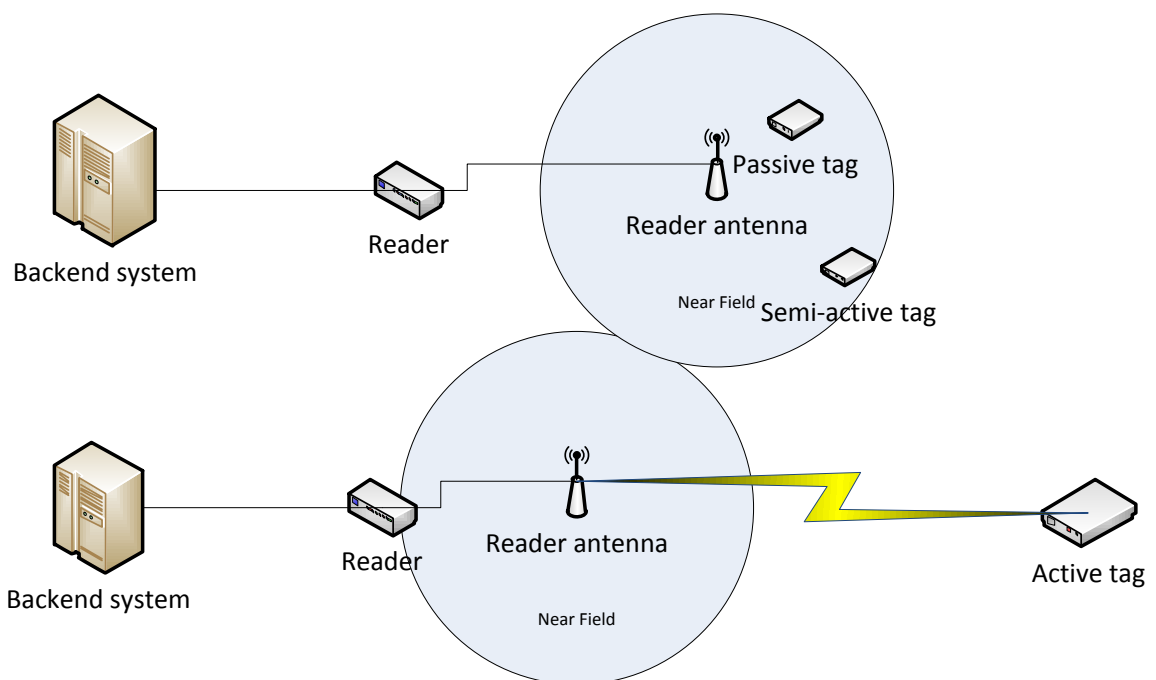 Passive tag
Reader antenna
Reader
Backend system
Near Field
Semi-active tag
Reader antenna
Reader
Active tag
Backend system
Near Field